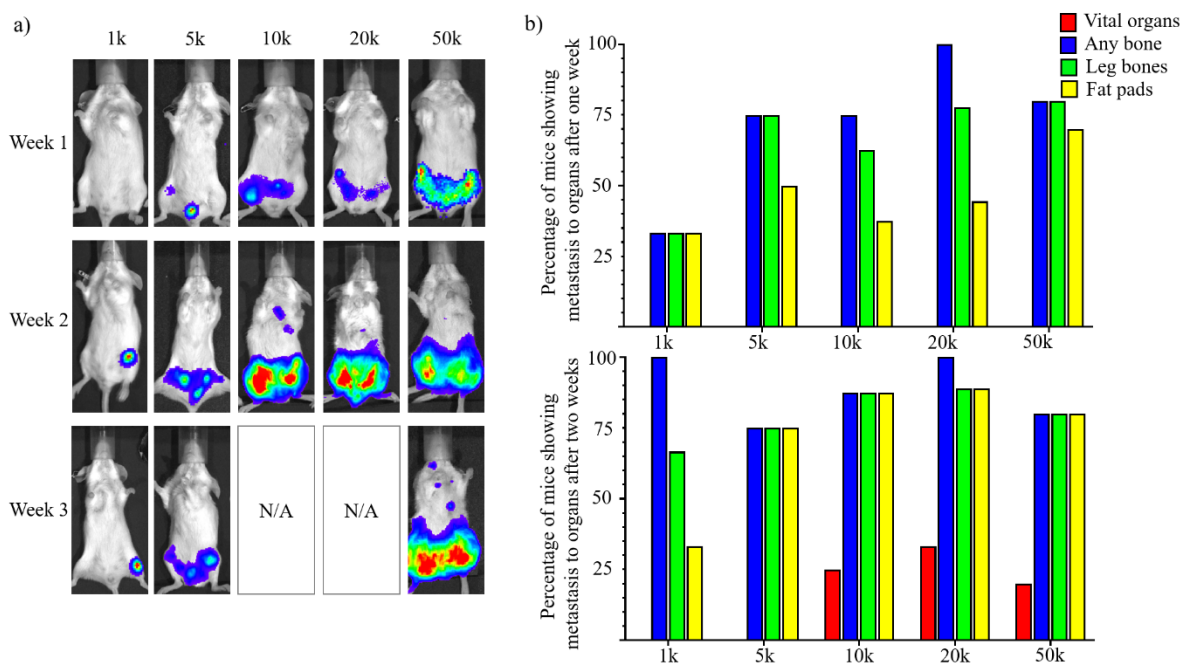 a)
1k 5k 10k 20k 50k
Week 1
Week 2
Week 3
N/A N/A
b)
Vital organs
Any bone
Leg bones
Fat pads
Percentage of mice showing
metastasis to organs after one week
100
75
50
25
1k 5k 10k 20k 50k
Percentage of mice showing
metastasis to organs after two weeks
100
75
50
25
1k 5k 10k 20k 50k